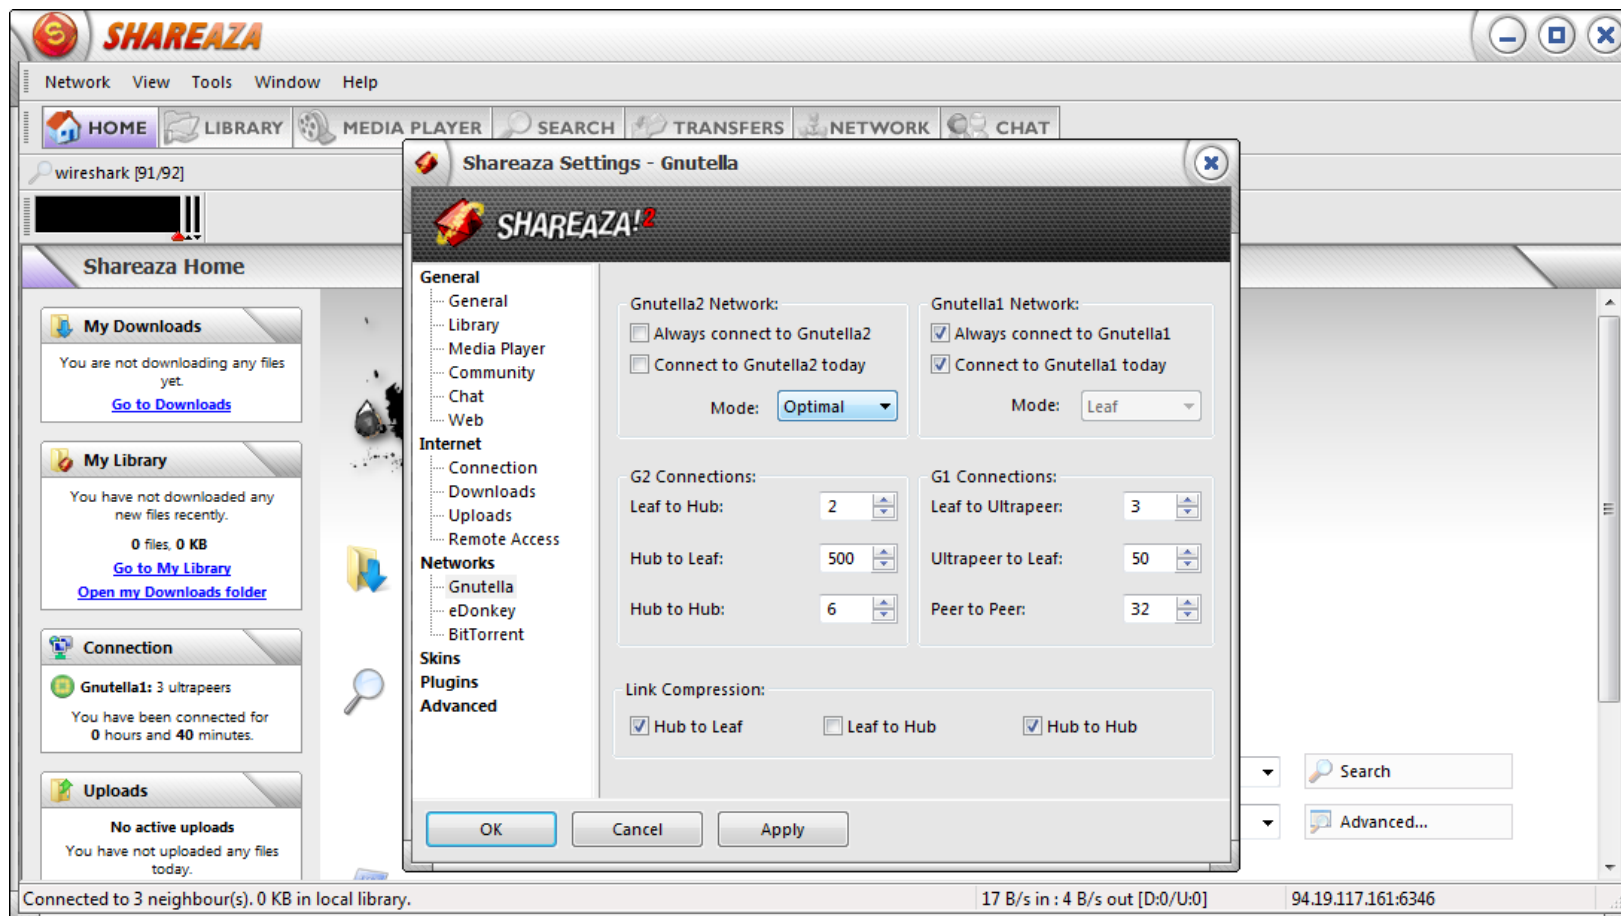 SHAREAZA
Network View Tools Window Help
HOME LIBRARY MEDIA PLAYER SEARCH TRANSFERS NETWORK CHAT
wireshark [91/92]
Shareaza Home
My Downloads
You are not downloading any files
yet.
Go to Downloads
My Library
You have not downloaded any
new files recently.
0 files, 0 KB
Go to My Library
Open my Downloads folder
Connection
Gnutella1: 3 ultrapeers
You have been connected for
0 hours and 40 minutes.
Uploads
No active uploads
You have not uploaded any files
today.
Shareaza Settings - Gnutella
SHAREAZA!2
General
General
Library
Media Player
Community
Chat
Web
Internet
Connection
Downloads
Uploads
Remote Access
Networks
Gnutella
eDonkey
BitTorrent
Skins
Plugins
Advanced
Gnutella2 Network:
Always connect to Gnutella2
Connect to Gnutella2 today
Mode: Optimal
Gnutella1 Network:
Always connect to Gnutella1
Connect to Gnutella1 today
Mode: Leaf
G2 Connections:
Leaf to Hub: 2
Hub to Leaf: 500
Hub to Hub: 6
G1 Connections:
Leaf to Ultrapeer: 3
Ultrapeer to Leaf: 50
Peer to Peer: 32
Link Compression:
Hub to Leaf Leaf to Hub Hub to Hub
OK Cancel Apply
Search
Advanced...
Connected to 3 neighbour(s). 0 KB in local library. 17 B/s in : 4 B/s out [D:0/U:0] 94.19.117.161:6346